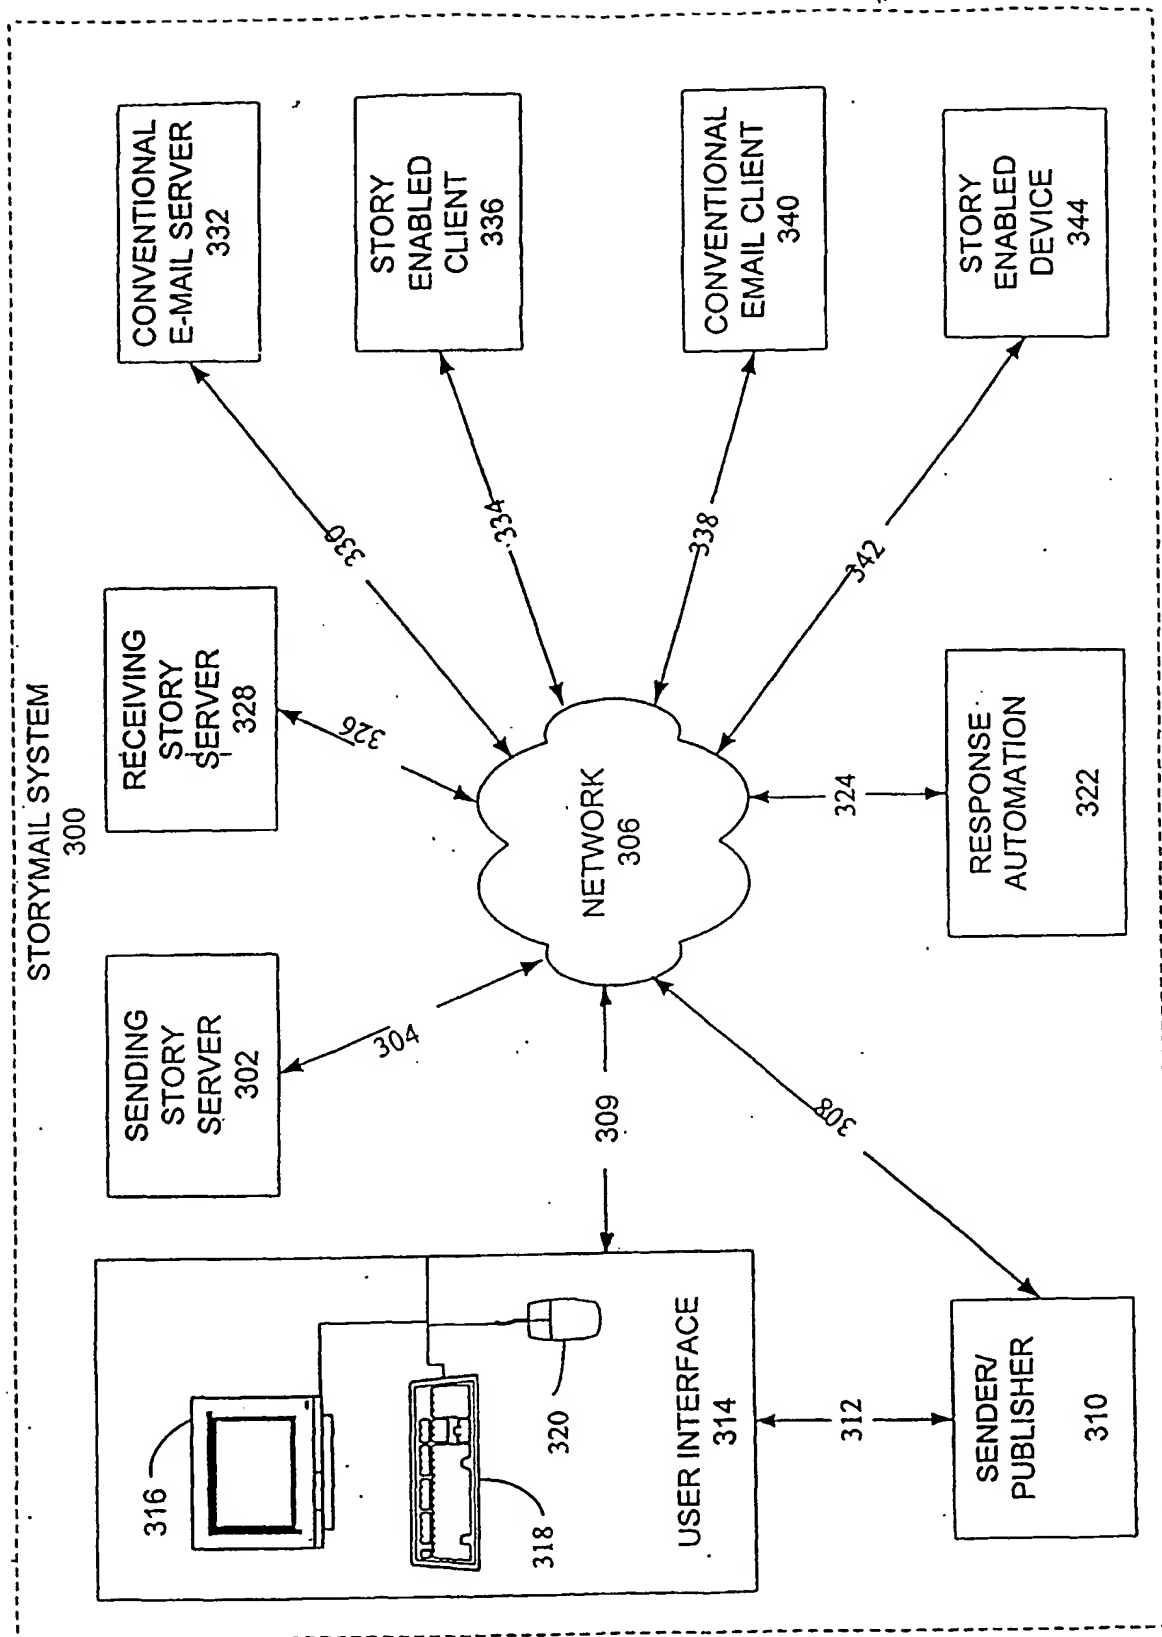 STORYMAIL SYSTEM
300
316
318
320
USER INTERFACE
314
SENDING
STORY
SERVER
302
RECEIVING
STORY
SERVER
328
CONVENTIONAL
E-MAIL SERVER
332
304
326
330
STORY
ENABLED
CLIENT
336
334
309
NETWORK
306
338
CONVENTIONAL
EMAIL CLIENT
340
312
308
324
342
SENDER/
PUBLISHER
310
RESPONSE
AUTOMATION
322
STORY
ENABLED
DEVICE
344